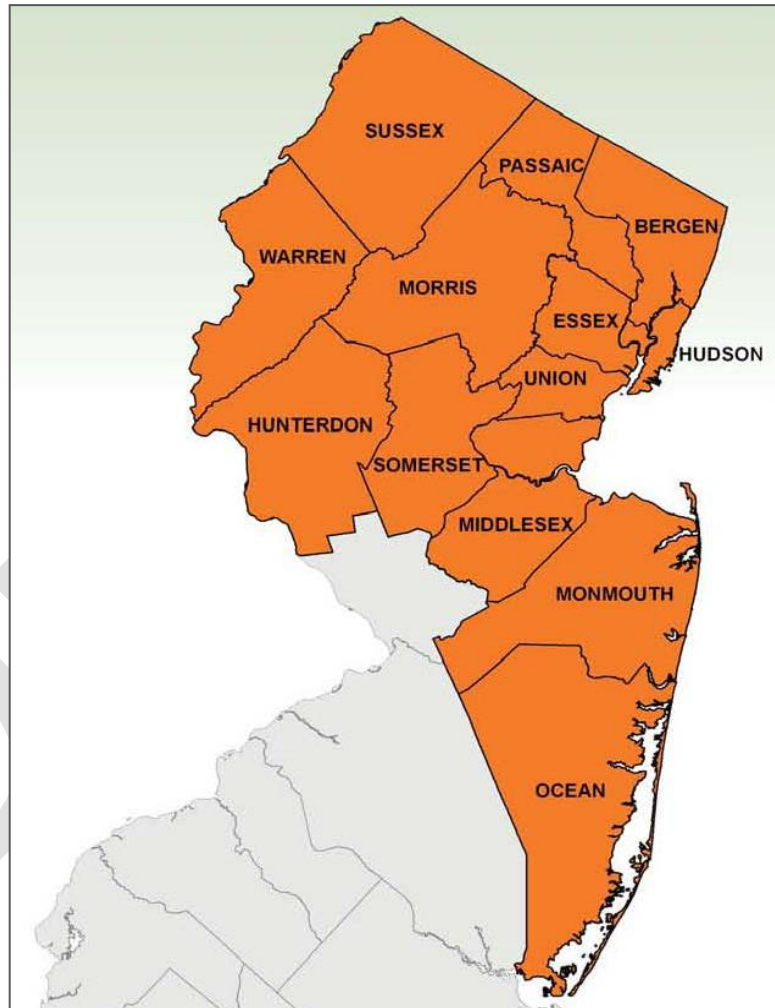 SUSSEX
PASSAIC
BERGEN
WARREN
MORRIS
ESSEX
HUDSON
UNION
HUNTERDON
SOMERSET
MIDDLESEX
MONMOUTH
OCEAN